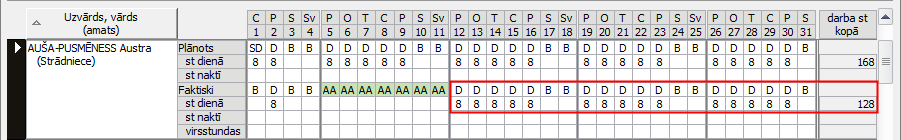 Uzvārds, vārds
(amats)
C P S Sv P O T C P S Sv P O T C P S Sv P O T C P S Sv P O T C P S
1 2 3 4 5 6 7 8 9 10 11 12 13 14 15 16 17 18 19 20 21 22 23 24 25 26 27 28 29 30 31
darba st
kopā
AUŠA-PUSMĒNESS Austra
(Strādniece)
Plānots SD D B B D D D D D B B D D D D D B B D D D D D B B D D D D D B
st dienā 8 8 8 8 8 8 8 8 8 8 8 8 8 8 8 8 8 8 8 8 8 8 168
st naktī
Faktiski B D B B AA AA AA AA AA AA AA D D D D D B B D D D D D B B D D D D D B
st dienā 8 8 8 8 8 8 8 8 8 8 8 8 8 8 8 8 128
st naktī
virsstundas